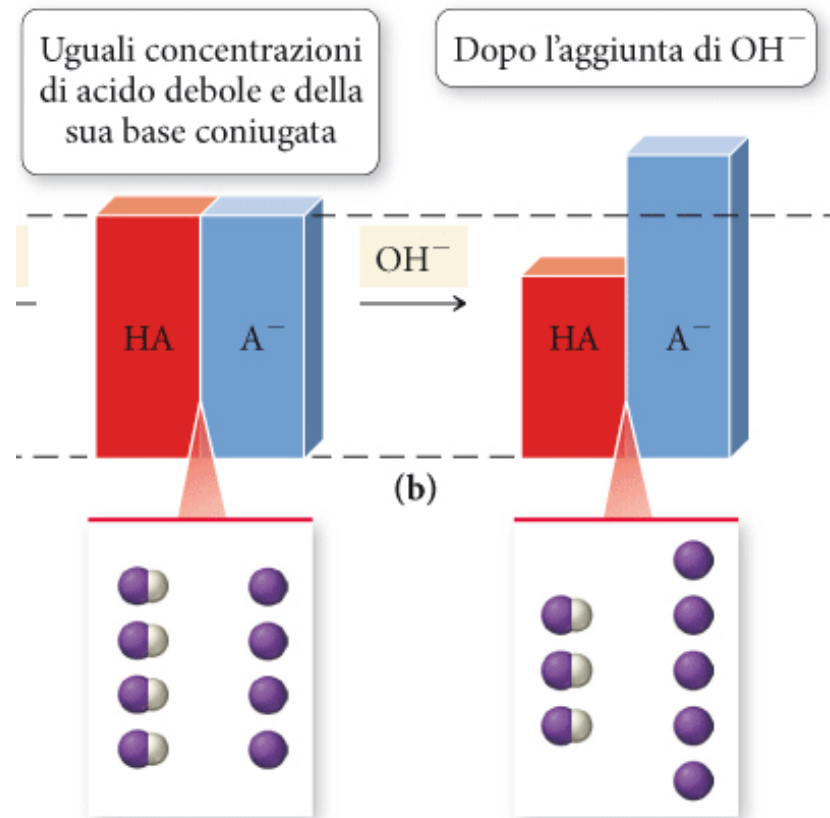 Uguali concentrazioni
di acido debole e della
sua base coniugata
Dopo l'aggiunta di OH⁻
HA
A⁻
OH⁻
HA
A⁻
(b)